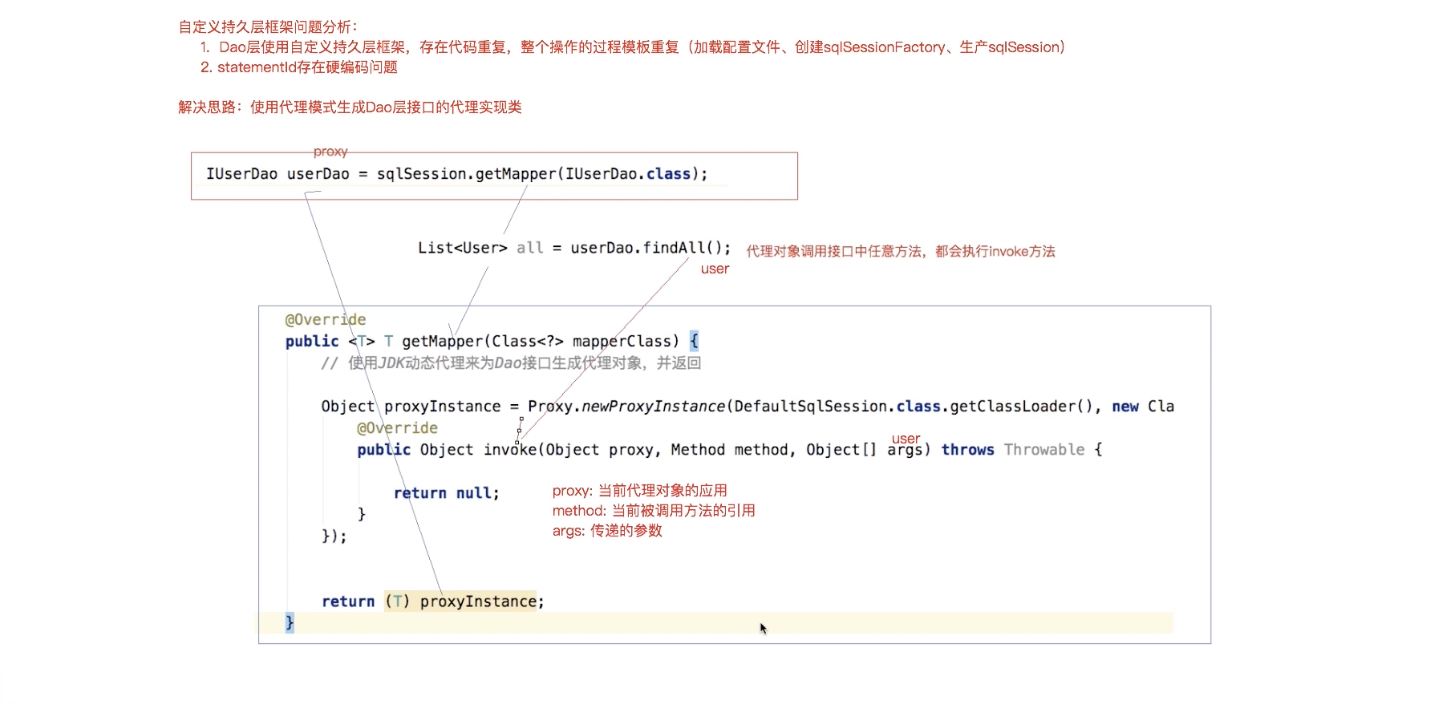 自定义持久层框架问题分析：
1. Dao层使用自定义持久层框架，存在代码重复，整个操作的过程模板重复（加载配置文件、创建sqlSessionFactory、生产sqlSession）
2. statementId存在硬编码问题
解决思路：使用代理模式生成Dao层接口的代理实现类
proxy
IUserDao userDao = sqlSession.getMapper(IUserDao.class);
List<User> all = userDao.findAll(); 代理对象调用接口中任意方法，都会执行invoke方法
user
@Override
public <T> T getMapper(Class<?> mapperClass) {
// 使用JDK动态代理来为Dao接口生成代理对象，并返回
Object proxyInstance = Proxy.newProxyInstance(DefaultSqlSession.class.getClassLoader(), new Cla
@Override
user
public Object invoke(Object proxy, Method method, Object[] args) throws Throwable {
return null; proxy: 当前代理对象的应用
method: 当前被调用方法的引用
}
args: 传递的参数
});
return (T) proxyInstance;
}